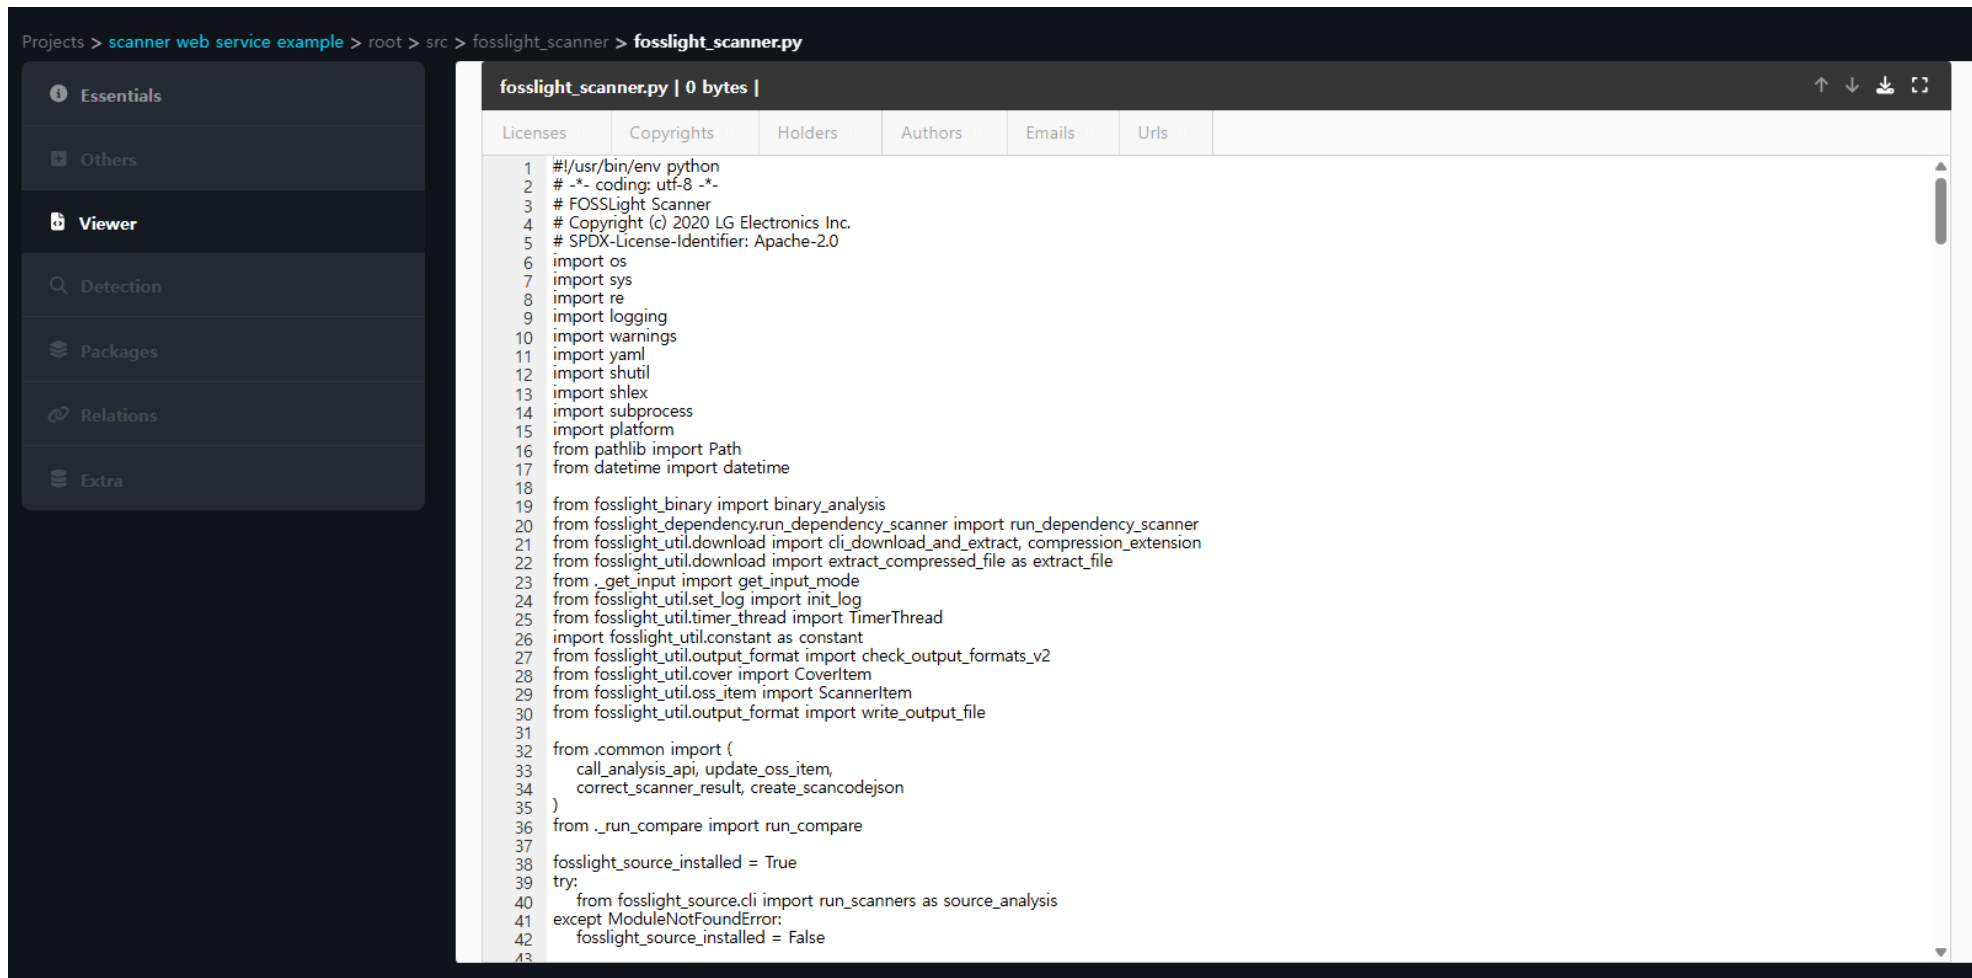 Projects > scanner web service example > root > src > fosslight_scanner > fosslight_scanner.py
Essentials
Others
Viewer
Detection
Packages
Relations
Extra
fosslight_scanner.py | 0 bytes |
Licenses Copyrights Holders Authors Emails Urls
1 #!/usr/bin/env python
2 # -*- coding: utf-8 -*-
3 # FOSSLight Scanner
4 # Copyright (c) 2020 LG Electronics Inc.
5 # SPDX-License-Identifier: Apache-2.0
6 import os
7 import sys
8 import re
9 import logging
10 import warnings
11 import yaml
12 import shutil
13 import shlex
14 import subprocess
15 import platform
16 from pathlib import Path
17 from datetime import datetime
18
19 from fosslight_binary import binary_analysis
20 from fosslight_dependency.run_dependency_scanner import run_dependency_scanner
21 from fosslight_util.download import cli_download_and_extract, compression_extension
22 from fosslight_util.download import extract_compressed_file as extract_file
23 from ._get_input import get_input_mode
24 from fosslight_util.set_log import init_log
25 from fosslight_util.timer_thread import TimerThread
26 import fosslight_util.constant as constant
27 from fosslight_util.output_format import check_output_formats_v2
28 from fosslight_util.cover import CoverItem
29 from fosslight_util.oss_item import ScannerItem
30 from fosslight_util.output_format import write_output_file
31
32 from .common import (
33 call_analysis_api, update_oss_item,
34 correct_scanner_result, create_scancodejson
35 )
36 from ._run_compare import run_compare
37
38 fosslight_source_installed = True
39 try:
40 from fosslight_source.cli import run_scanners as source_analysis
41 except ModuleNotFoundError:
42 fosslight_source_installed = False
43